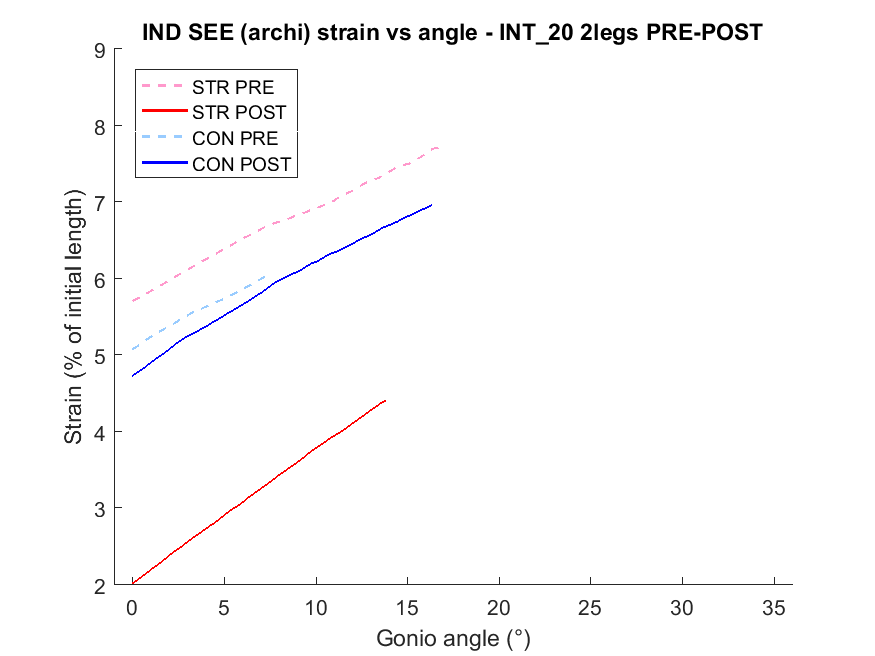 IND SEE (archi) strain vs angle - INT_20 2legs PRE-POST
9
8
7
6
5
4
3
2
Strain (% of initial length)
STR PRE
STR POST
CON PRE
CON POST
0 5 10 15 20 25 30 35
Gonio angle (°)